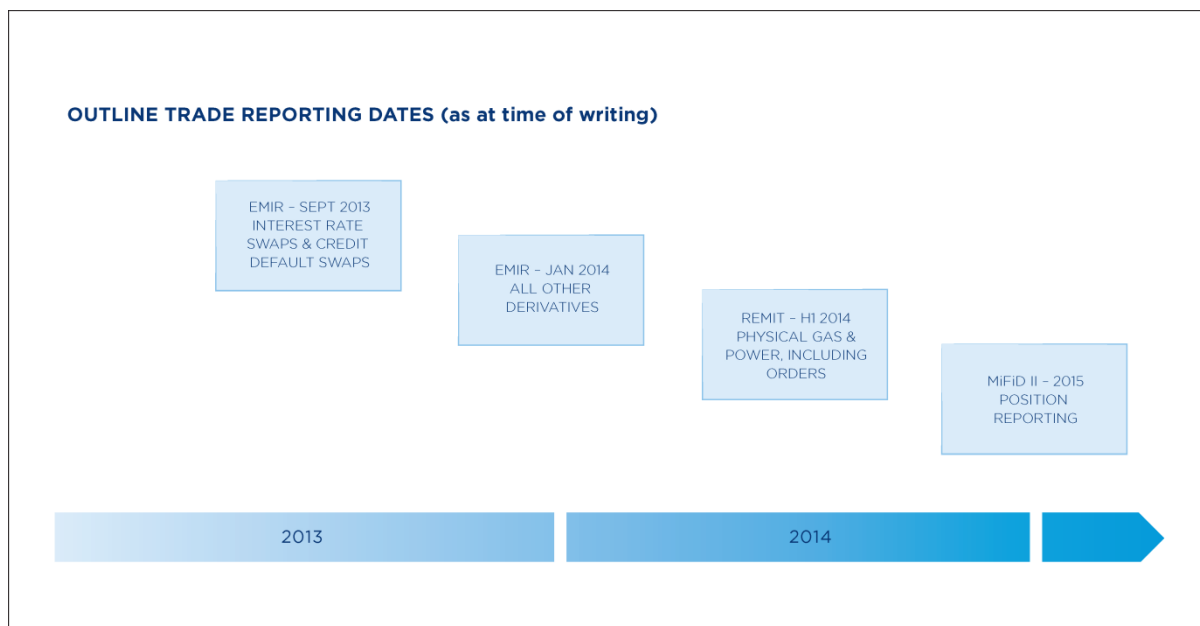 OUTLINE TRADE REPORTING DATES (as at time of writing)
EMIR – SEPT 2013
INTEREST RATE
SWAPS & CREDIT
DEFAULT SWAPS
EMIR – JAN 2014
ALL OTHER
DERIVATIVES
REMIT – H1 2014
PHYSICAL GAS &
POWER, INCLUDING
ORDERS
MiFiD II – 2015
POSITION
REPORTING
2013
2014